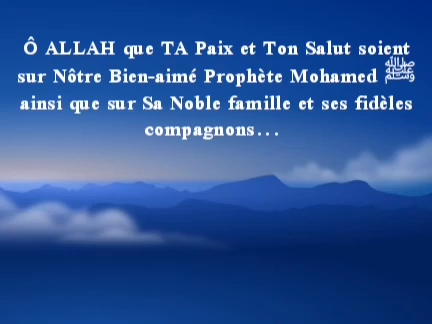 Ô ALLAH que TA Paix et Ton Salut soient
sur Nôtre Bien-aimé Prophète Mohamed ﷺ
ainsi que sur Sa Noble famille et ses fidèles
compagnons…